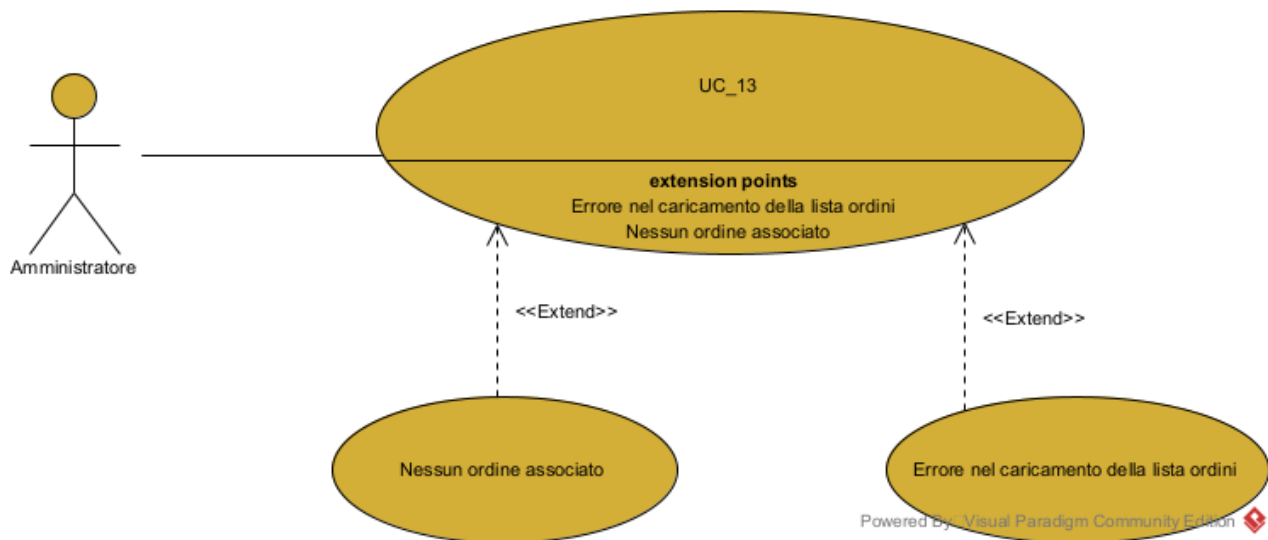 UC_13
extension points
Errore nel caricamento della lista ordini
Nessun ordine associato
Amministratore
<<Extend>>
<<Extend>>
Nessun ordine associato
Errore nel caricamento della lista ordini
Powered By Visual Paradigm Community Edition